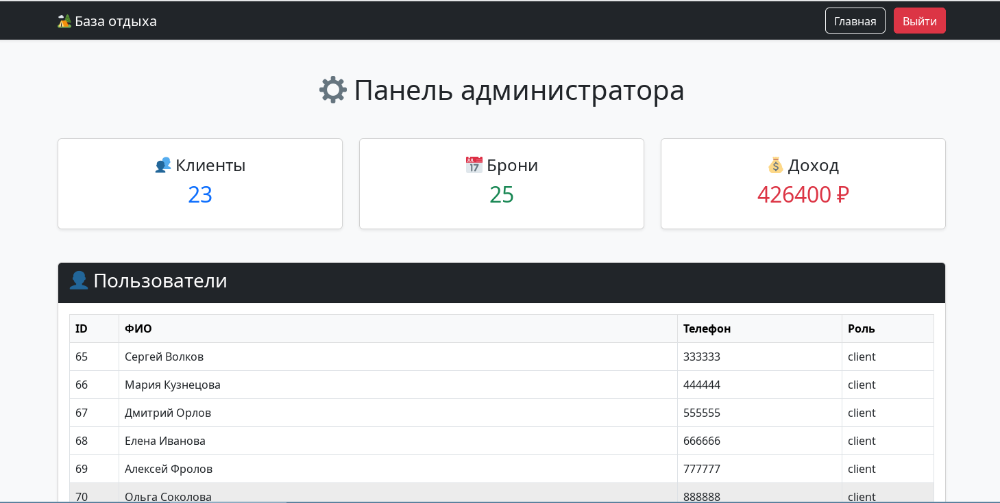 База отдыха
Главная
Выйти
Панель администратора
Клиенты
23
Брони
25
Доход
426400 ₽
Пользователи
ID ФИО Телефон Роль
65 Сергей Волков 333333 client
66 Мария Кузнецова 444444 client
67 Дмитрий Орлов 555555 client
68 Елена Иванова 666666 client
69 Алексей Фролов 777777 client
70 Ольга Соколова 888888 client